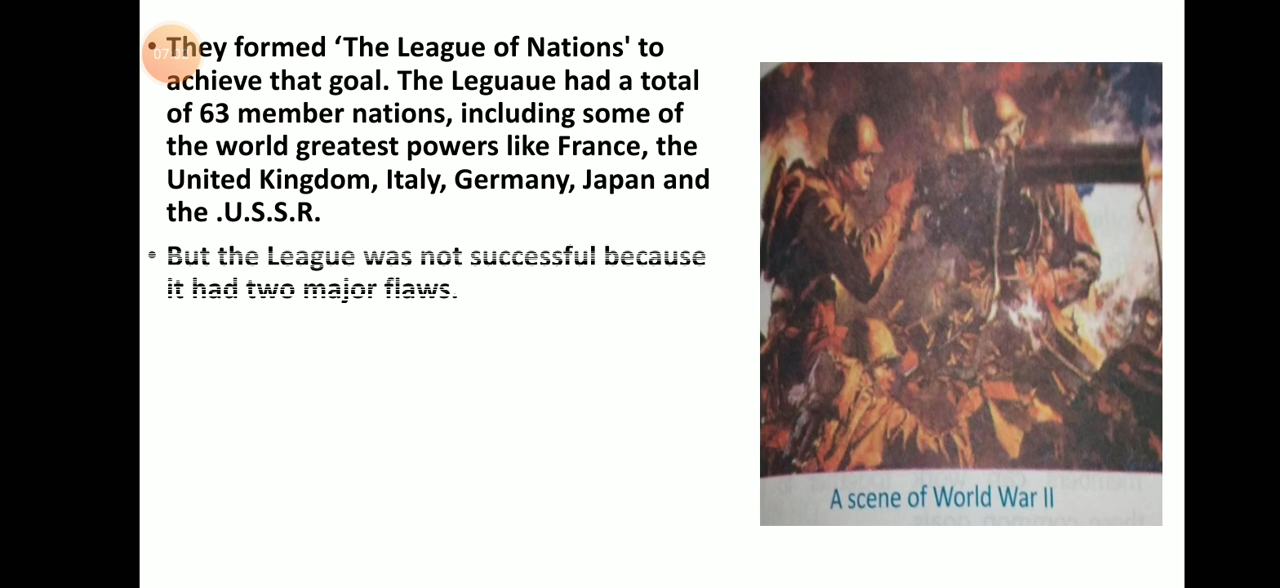 • They formed ‘The League of Nations' to
achieve that goal. The Leguaue had a total
of 63 member nations, including some of
the world greatest powers like France, the
United Kingdom, Italy, Germany, Japan and
the .U.S.S.R.
• But the League was not successful because
it had two major flaws.
A scene of World War II